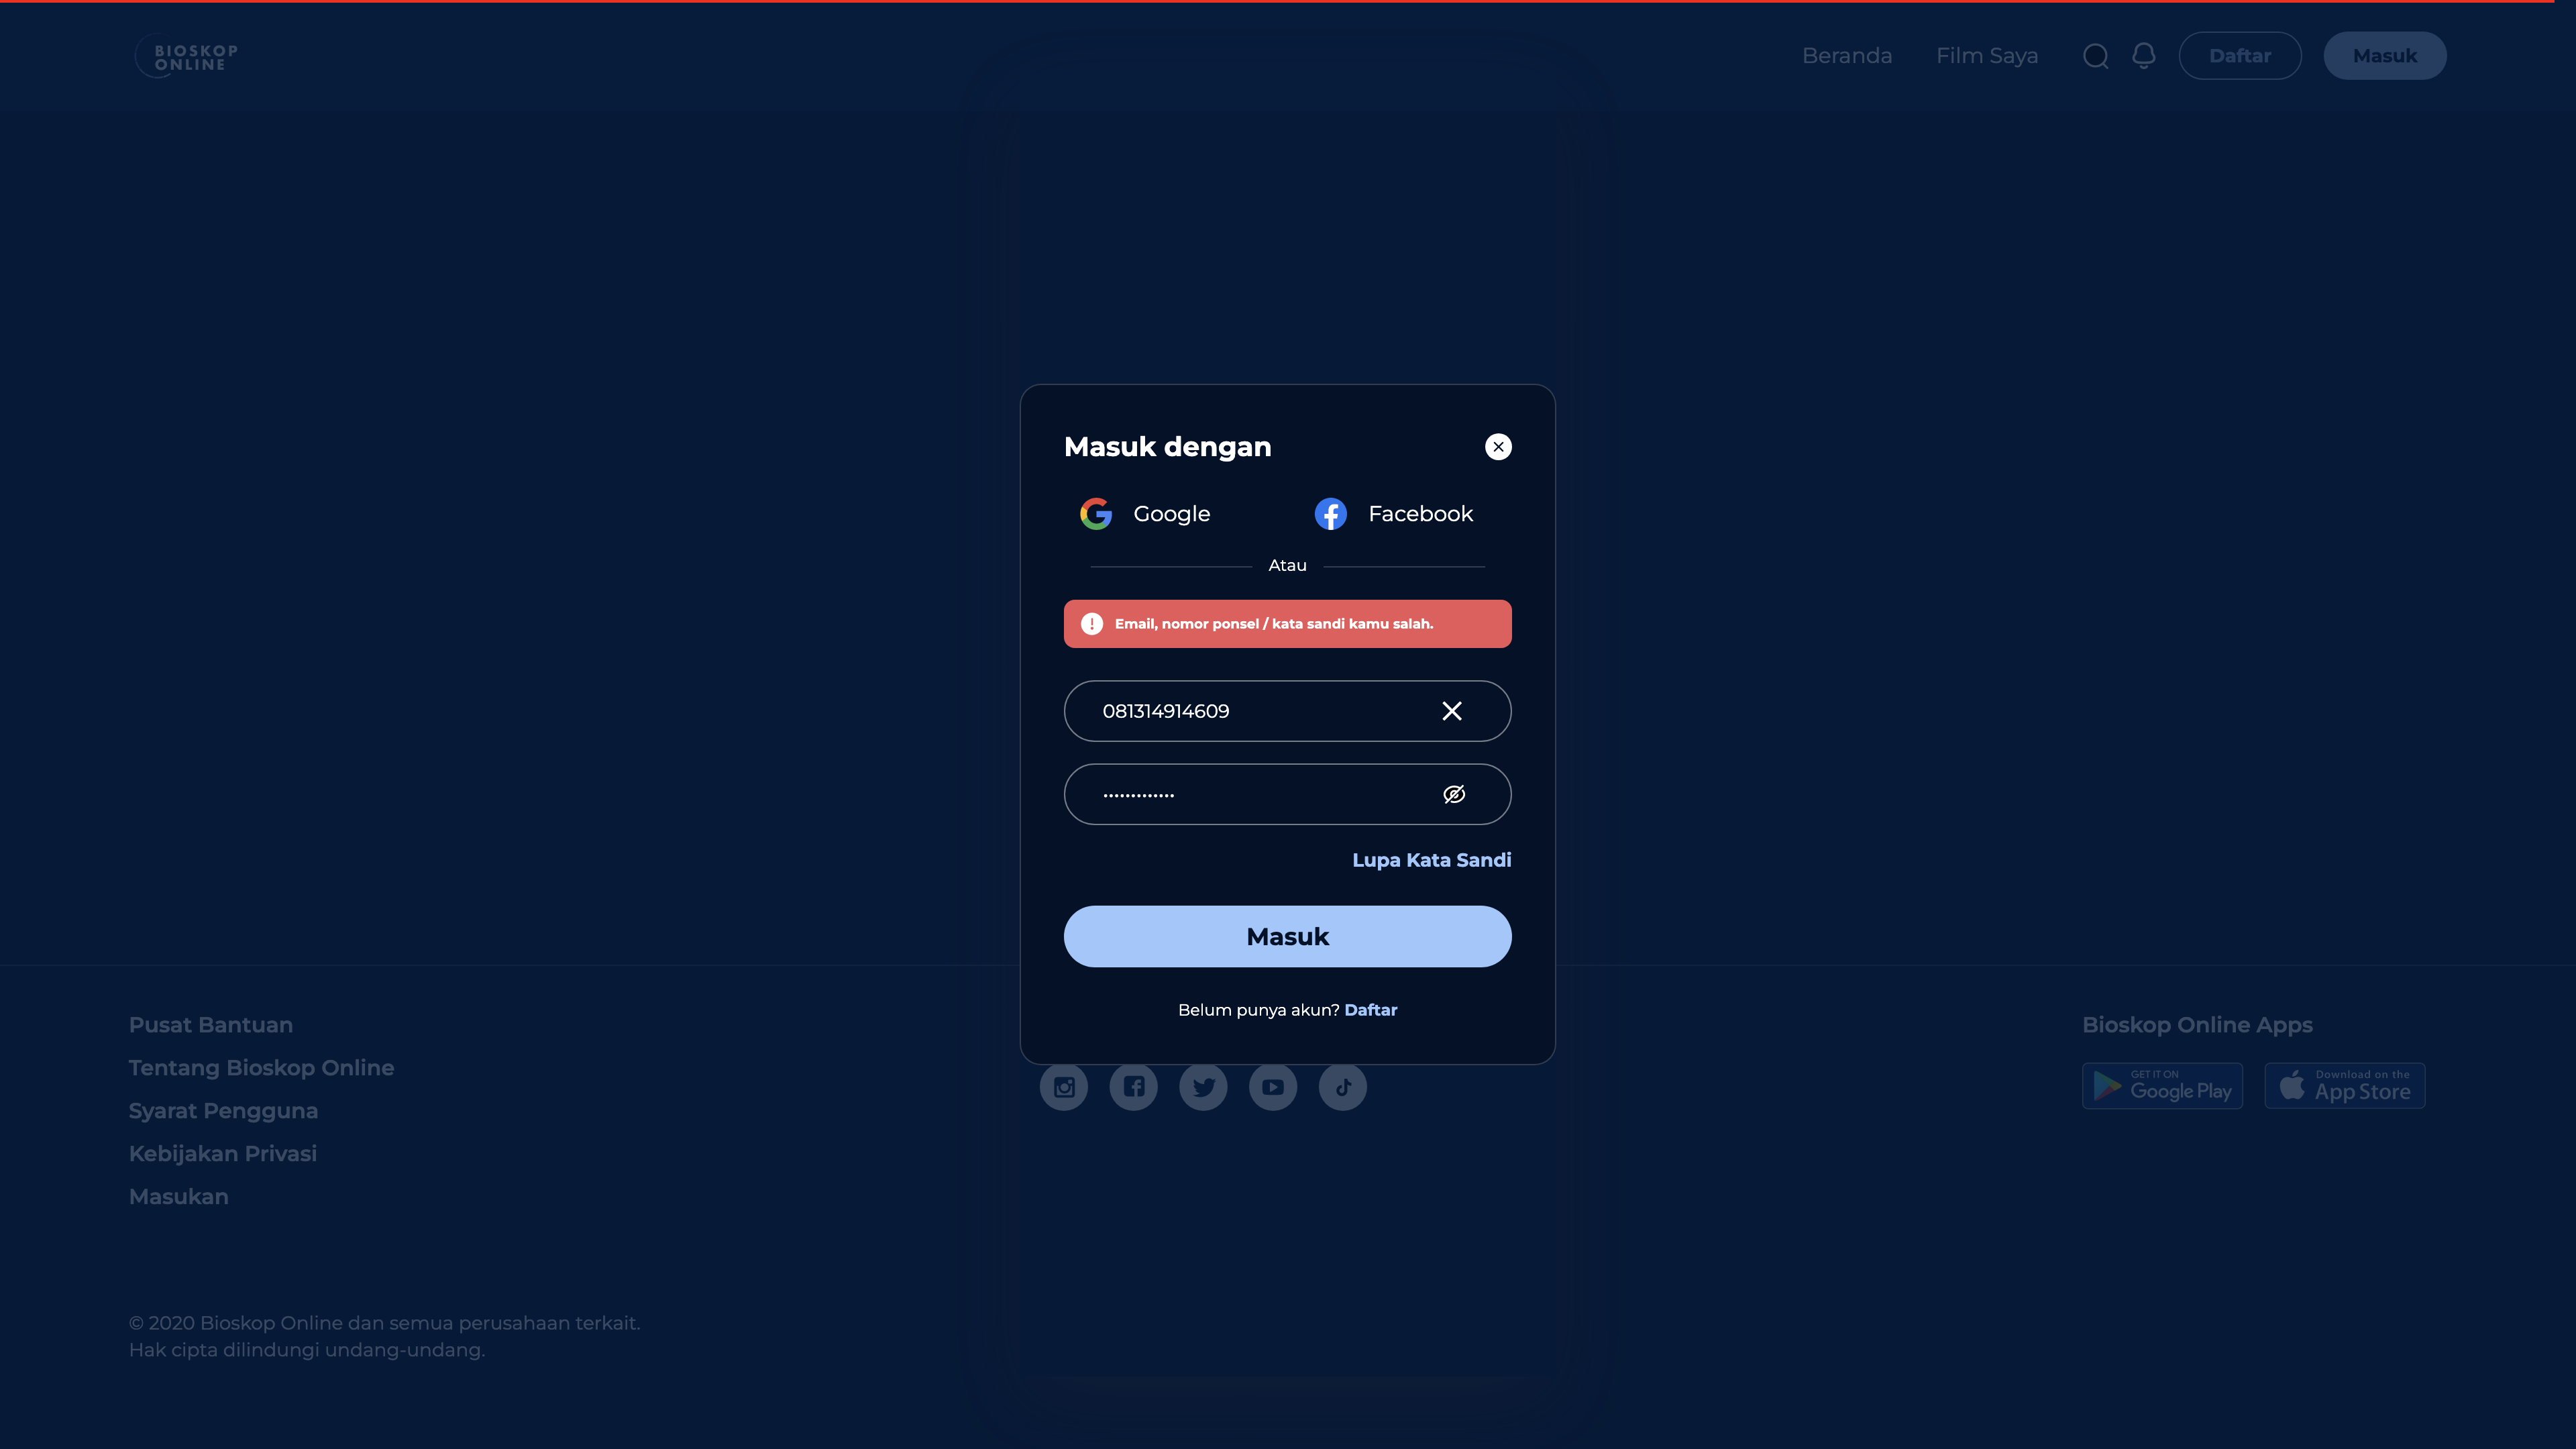 BIOSKOP
ONLINE
Beranda
Film Saya
Daftar
Masuk
Masuk dengan
Google
Facebook
Atau
Email, nomor ponsel / kata sandi kamu salah.
081314914609
•••••••••••••
Lupa Kata Sandi
Masuk
Belum punya akun? Daftar
Pusat Bantuan
Tentang Bioskop Online
Syarat Pengguna
Kebijakan Privasi
Masukan
Bioskop Online Apps
GET IT ON
Google Play
Download on the
App Store
© 2020 Bioskop Online dan semua perusahaan terkait.
Hak cipta dilindungi undang-undang.